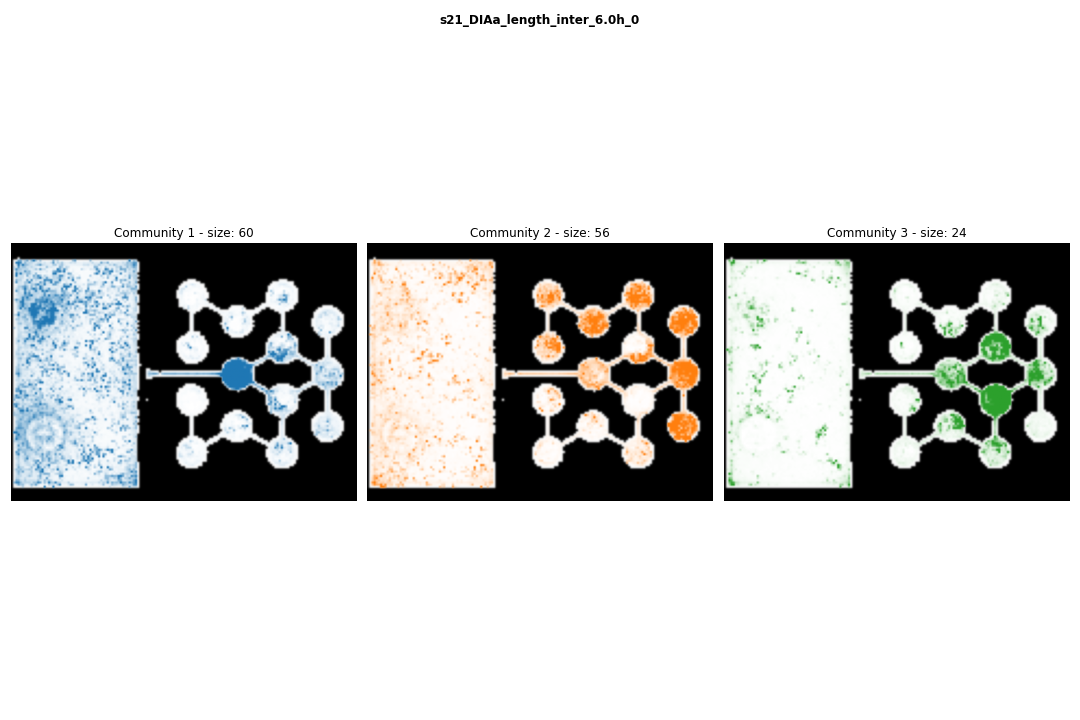 s21_DIAa_length_inter_6.0h_0
Community 1 - size: 60
Community 2 - size: 56
Community 3 - size: 24